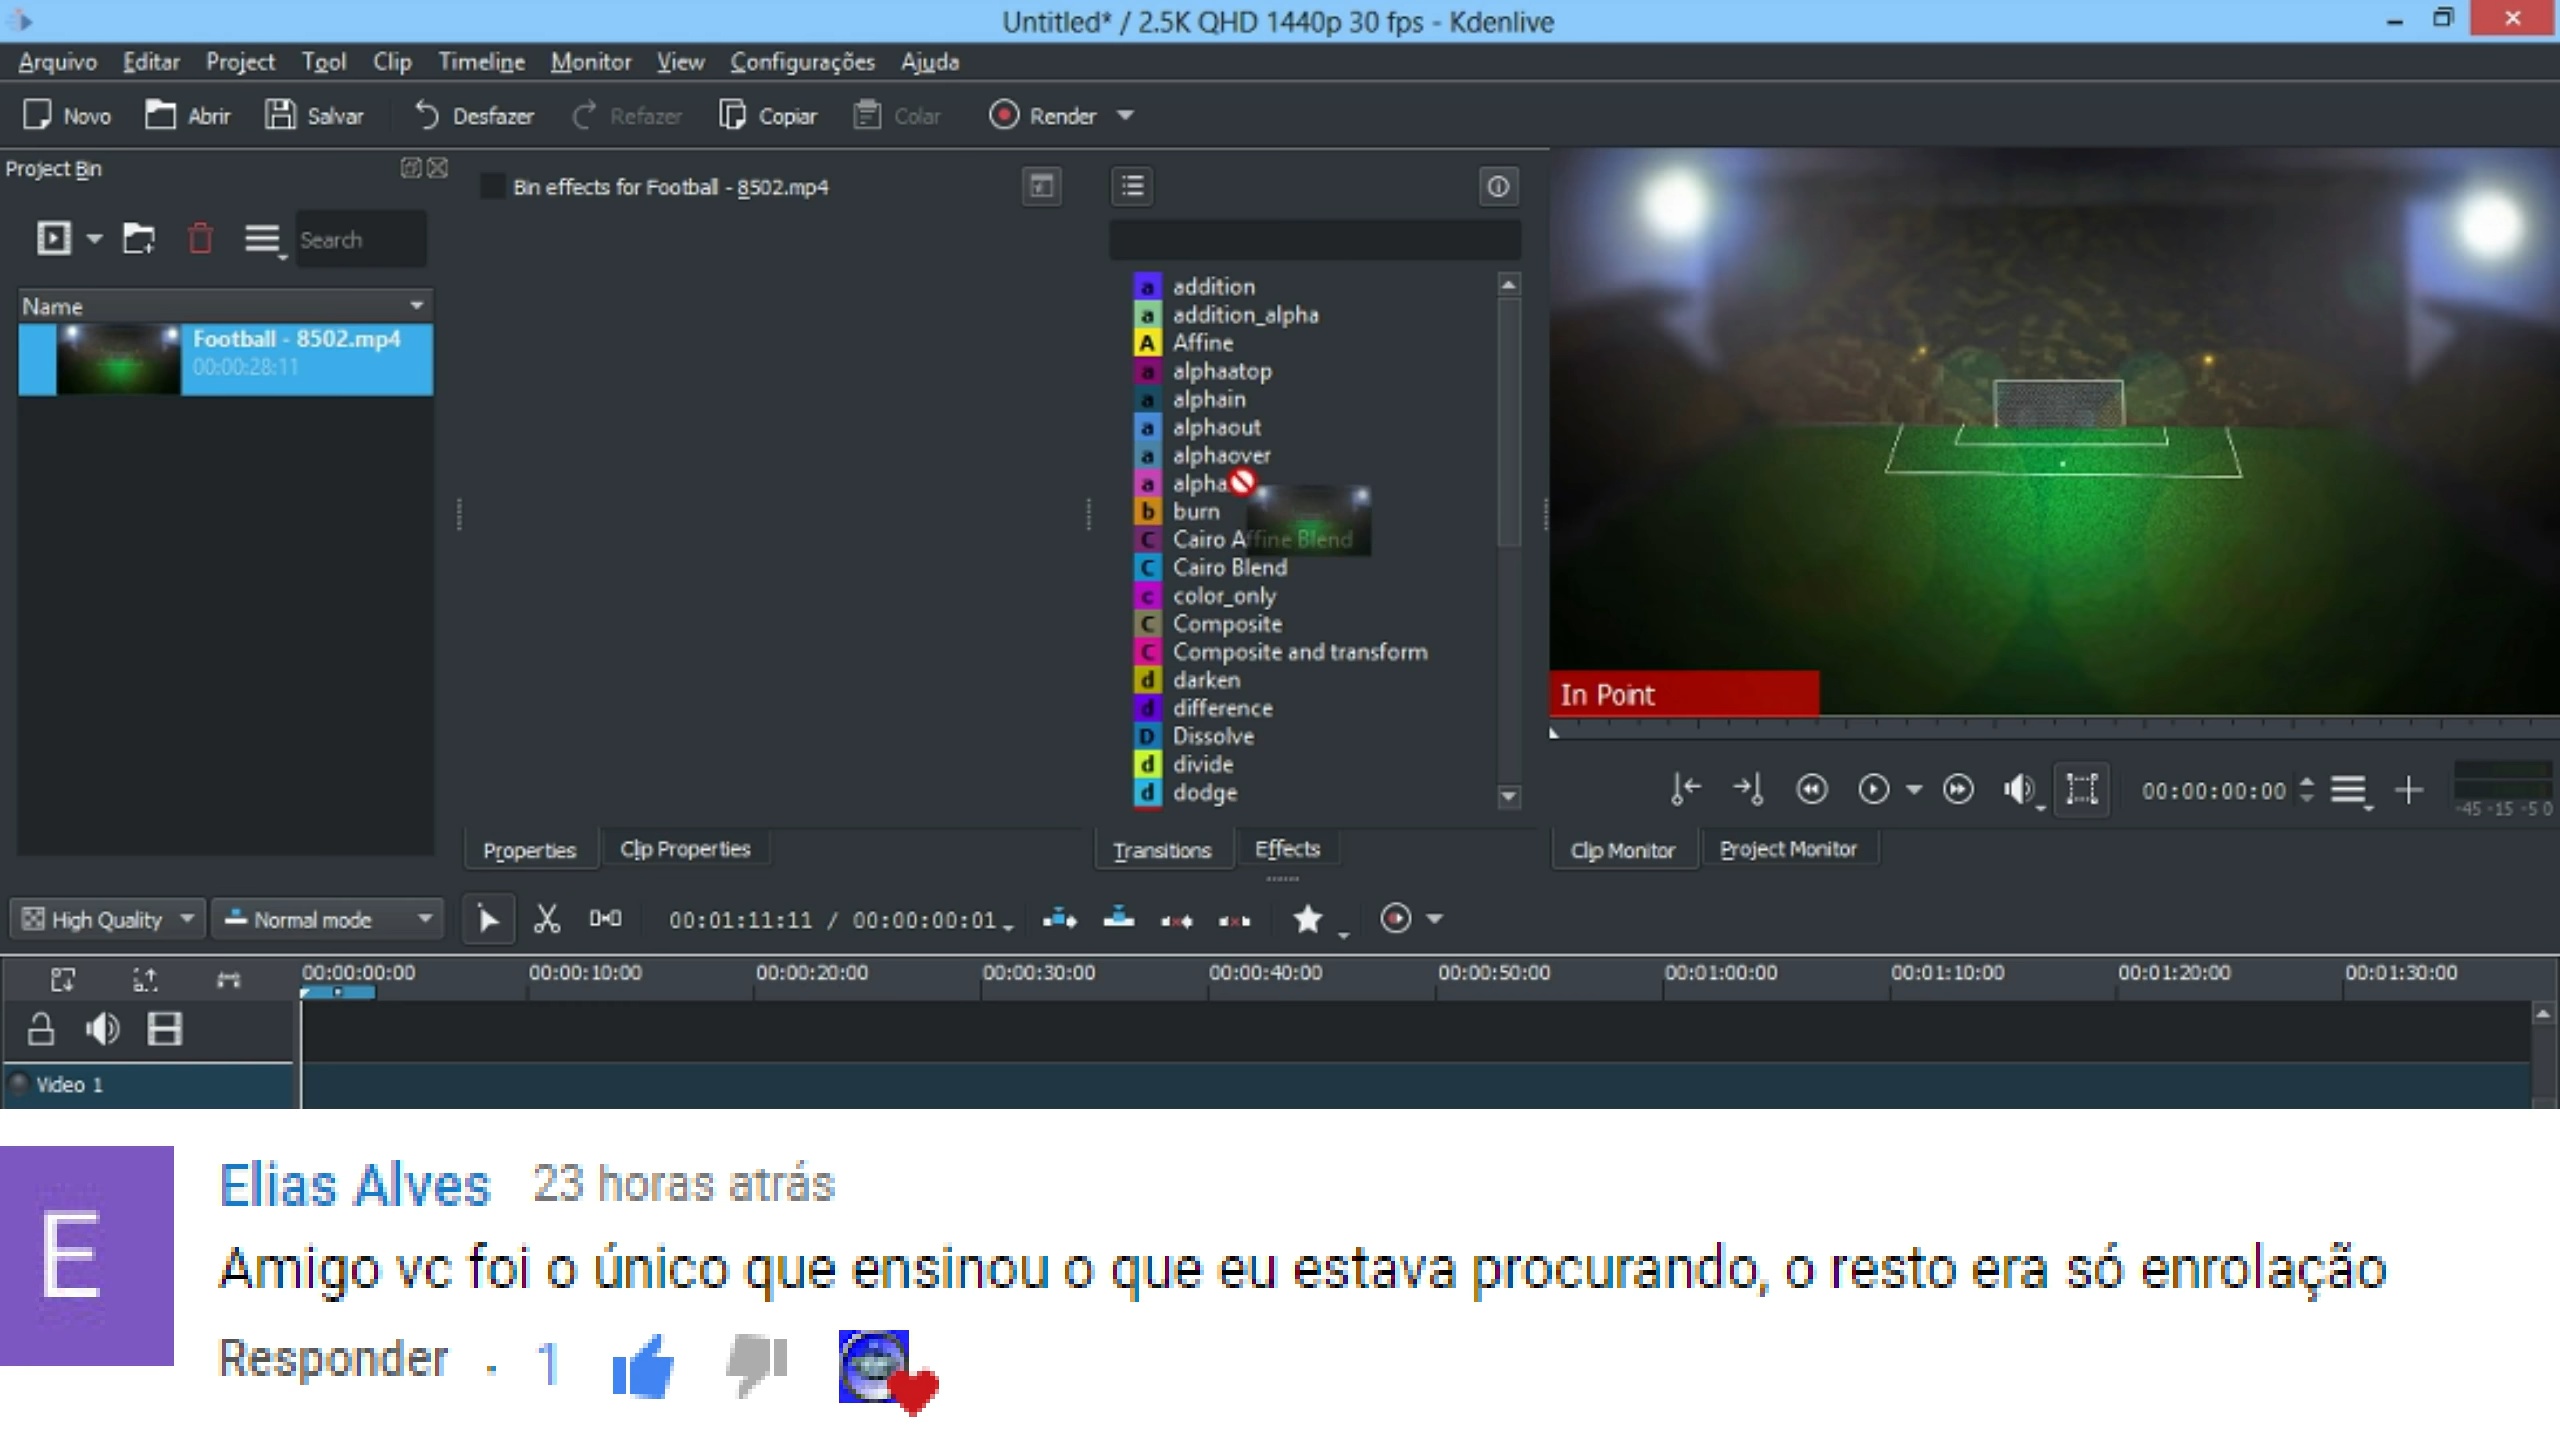 Untitled* / 2.5K QHD 1440p 30 fps - Kdenlive
Arquivo Editar Project Tool Clip Timeline Monitor View Configurações Ajuda
Novo Abrir Salvar Desfazer Refazer Copiar Colar Render
Project Bin
Search
Name
Football - 8502.mp4
00:00:28:11
Bin effects for Football - 8502.mp4
a addition
a addition_alpha
A Affine
a alphaatop
a alphain
a alphaout
a alphaover
a
b burn
C Cairo Affine Blend
C Cairo Blend
c color_only
C Composite
C Composite and transform
d darken
d difference
D Dissolve
d divide
d dodge
In Point
00:00:00:00
-45 -15 -5 0
Properties Clip Properties Transitions Effects Clip Monitor Project Monitor
High Quality Normal mode 00:01:11:11 / 00:00:00:01
00:00:00:00 00:00:10:00 00:00:20:00 00:00:30:00 00:00:40:00 00:00:50:00 00:01:00:00 00:01:10:00 00:01:20:00 00:01:30:00
Video 1
E
Elias Alves 23 horas atrás
Amigo vc foi o único que ensinou o que eu estava procurando, o resto era só enrolação
Responder · 1